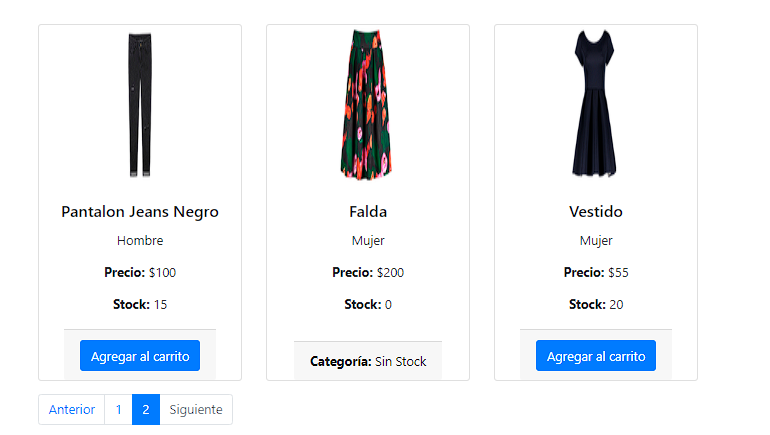 Pantalon Jeans Negro
Hombre
Precio: $100
Stock: 15
Agregar al carrito
Falda
Mujer
Precio: $200
Stock: 0
Categoría: Sin Stock
Vestido
Mujer
Precio: $55
Stock: 20
Agregar al carrito
Anterior 1 2 Siguiente